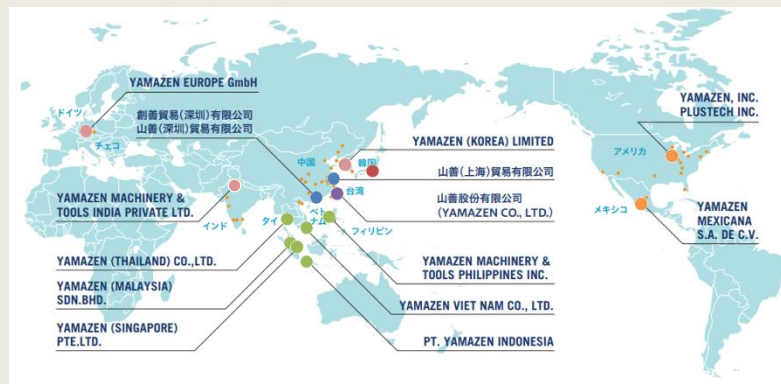 YAMAZEN EUROPE GmbH
ドイツ
チェコ
創善貿易(深圳)有限公司
山善(深圳)貿易有限公司
YAMAZEN, INC.
PLUSTECH INC.
YAMAZEN (KOREA) LIMITED
アメリカ
中国
韓国
山善(上海)貿易有限公司
台湾
山善股份有限公司
(YAMAZEN CO., LTD.)
YAMAZEN MACHINERY &
TOOLS INDIA PRIVATE LTD.
インド
タイ
ベト
ナム
フィリピン
メキシコ
YAMAZEN
MEXICANA
S.A. DE C.V.
YAMAZEN (THAILAND) CO.,LTD.
YAMAZEN MACHINERY &
TOOLS PHILIPPINES INC.
YAMAZEN (MALAYSIA)
SDN.BHD.
YAMAZEN VIET NAM CO., LTD.
YAMAZEN (SINGAPORE)
PTE.LTD.
PT. YAMAZEN INDONESIA